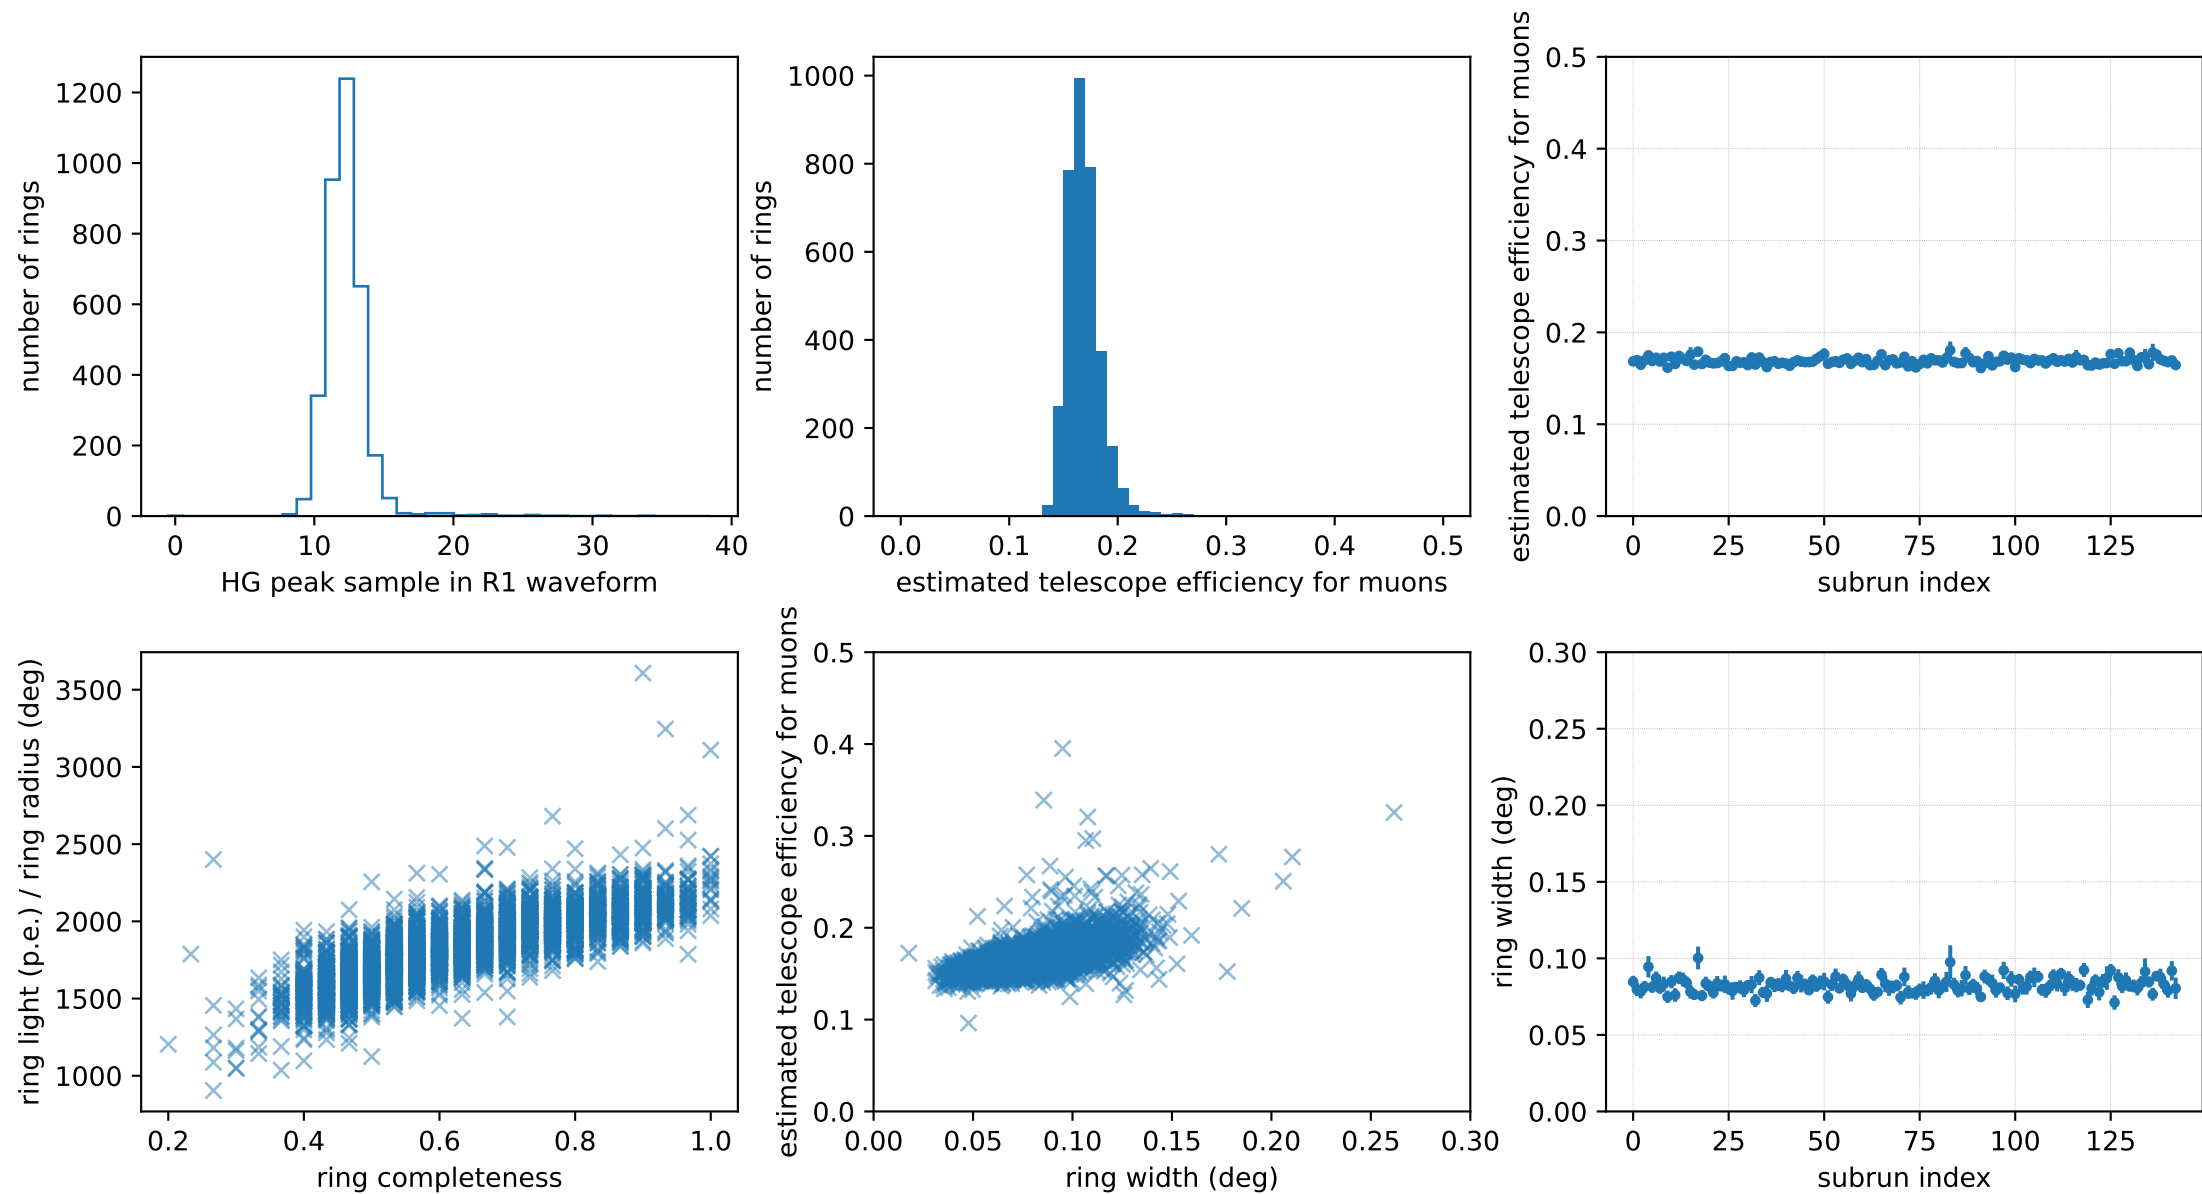 1200
1000
800
600
400
200
0
number of rings
0 10 20 30 40
HG peak sample in R1 waveform
1000
800
600
400
200
0
number of rings
0.0 0.1 0.2 0.3 0.4 0.5
estimated telescope efficiency for muons
0.5
0.4
0.3
0.2
0.1
0.0
estimated telescope efficiency for muons
0 25 50 75 100 125
subrun index
3500
3000
2500
2000
1500
1000
ring light (p.e.) / ring radius (deg)
0.2 0.4 0.6 0.8 1.0
ring completeness
0.5
0.4
0.3
0.2
0.1
0.0
estimated telescope efficiency for muons
0.00 0.05 0.10 0.15 0.20 0.25 0.30
ring width (deg)
0.30
0.25
0.20
0.15
0.10
0.05
0.00
ring width (deg)
0 25 50 75 100 125
subrun index